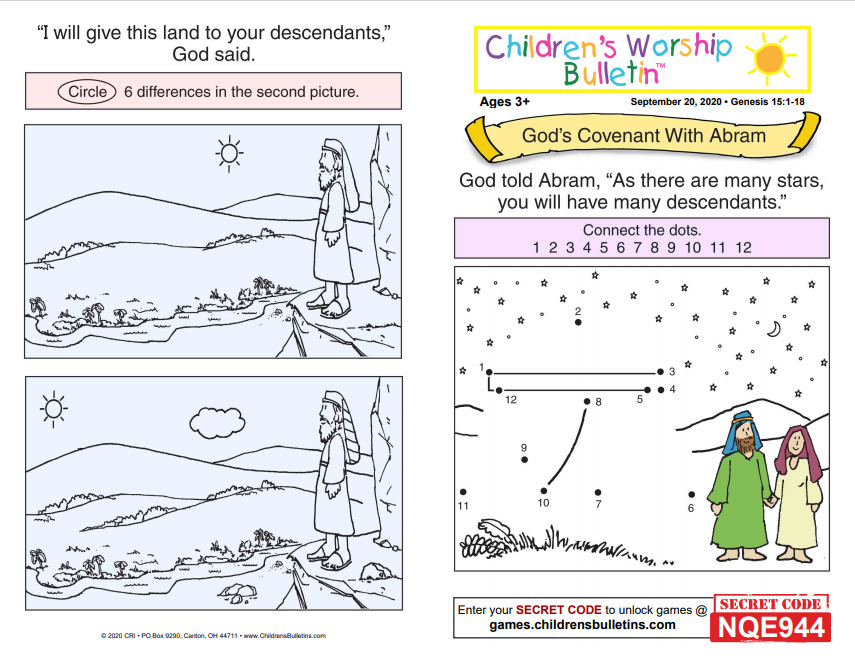 “I will give this land to your descendants,”
God said.
Circle 6 differences in the second picture.
© 2020 CRI • PO Box 9290, Canton, OH 44711 • www.ChildrensBulletins.com
Children's Worship
Bulletin™
Ages 3+
September 20, 2020 • Genesis 15:1-18
God's Covenant With Abram
God told Abram, “As there are many stars,
you will have many descendants.”
Connect the dots.
1 2 3 4 5 6 7 8 9 10 11 12
2
1
3
4
12
8
5
9
11
10
7
6
Enter your SECRET CODE to unlock games @
games.childrensbulletins.com
SECRET CODE
NQE944